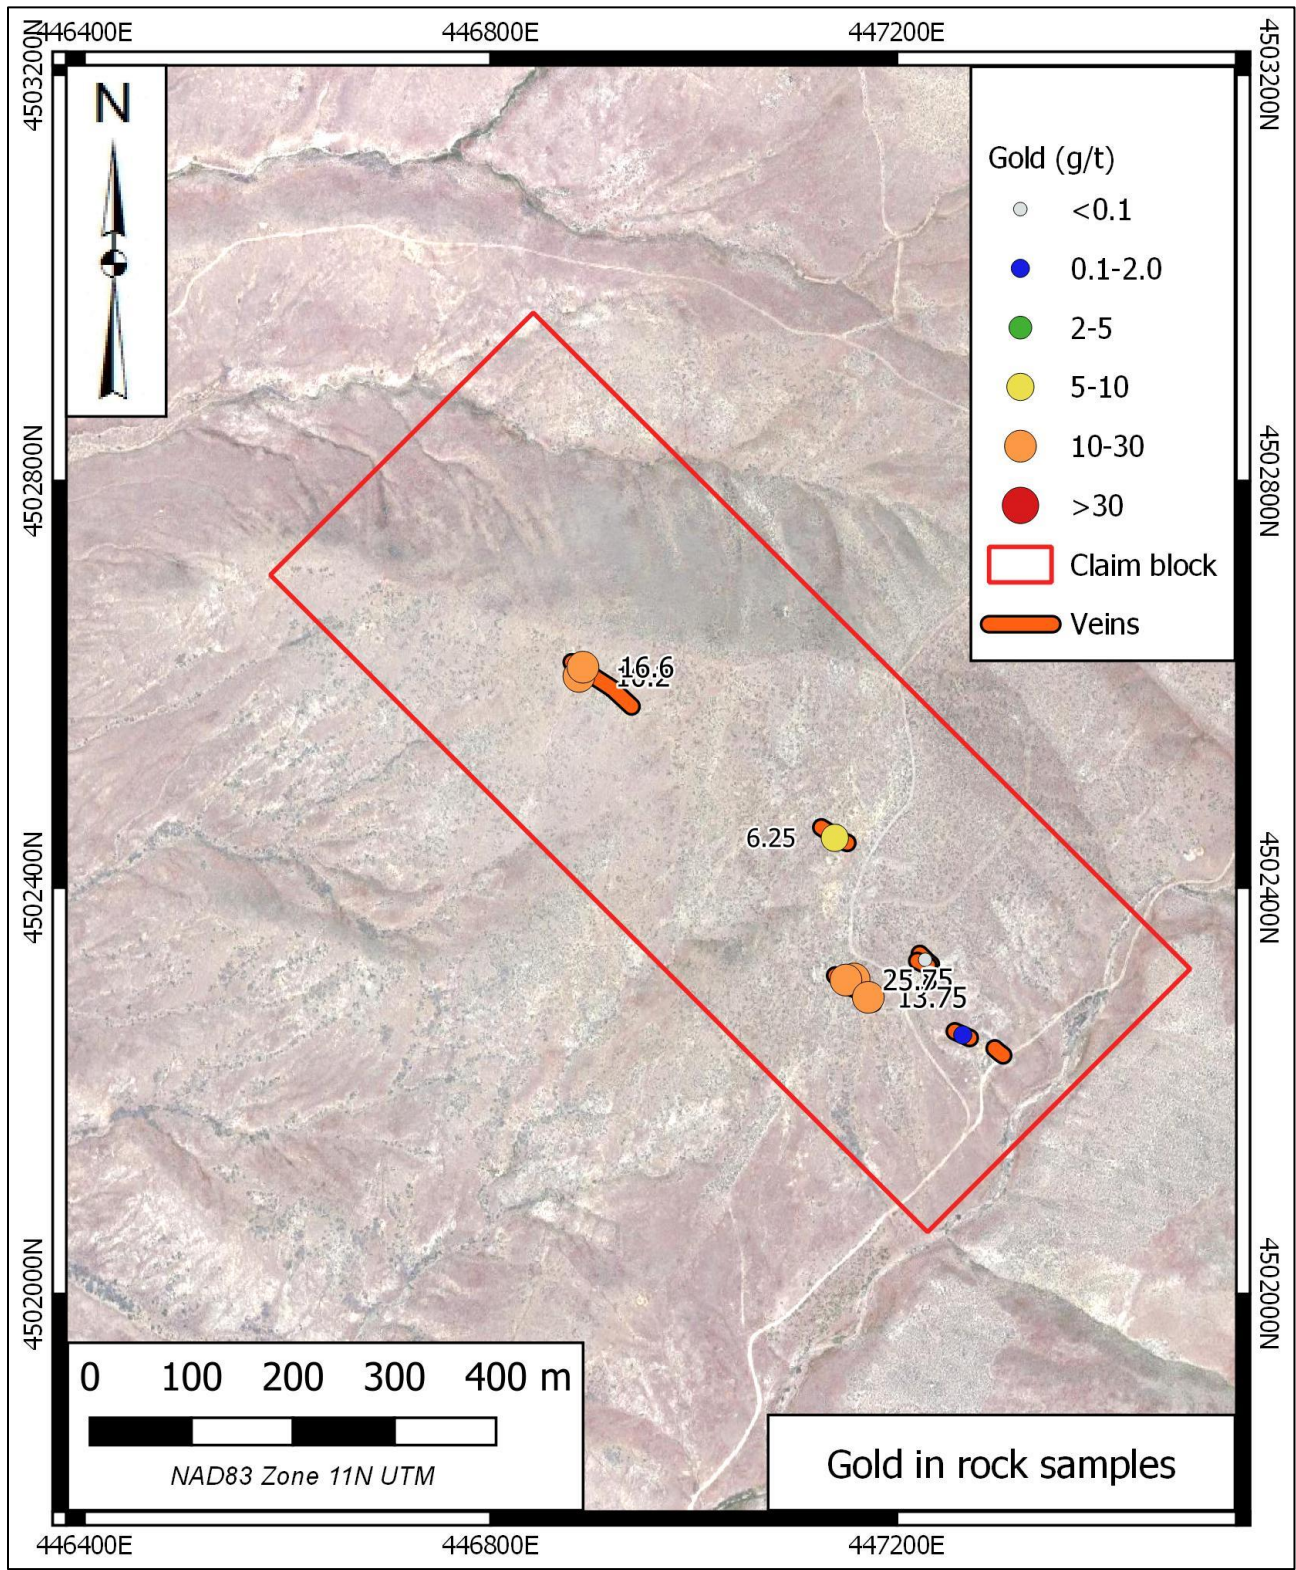 446400E
446800E
447200E
4503200N
4503200N
N
Gold (g/t)
<0.1
0.1-2.0
2-5
5-10
10-30
>30
Claim block
Veins
4502800N
4502800N
16.6
6.25
4502400N
4502400N
25.75
13.75
4502000N
4502000N
0 100 200 300 400 m
NAD83 Zone 11N UTM
Gold in rock samples
446400E
446800E
447200E